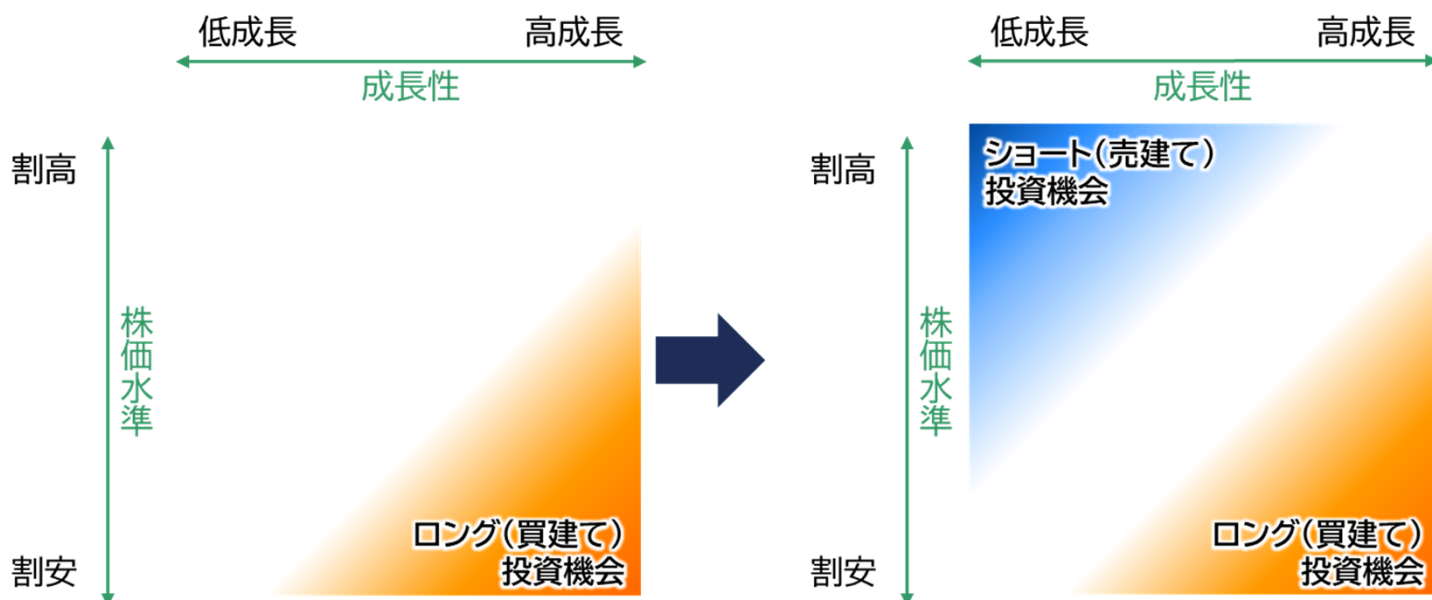 低成長 高成長
成長性
割高
株価水準
ロング(買建て)
投資機会
割安
低成長 高成長
成長性
割高
ショート(売建て)
投資機会
株価水準
ロング(買建て)
投資機会
割安